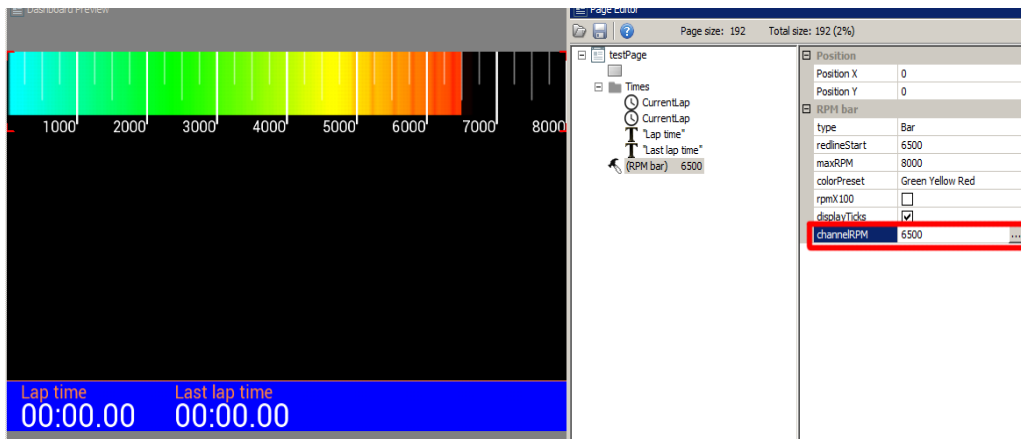 Dashboard Preview
1000 2000 3000 4000 5000 6000 7000 8000
Lap time Last lap time
00:00.00 00:00.00
Page Editor
Page size: 192 Total size: 192 (2%)
testPage
Times
CurrentLap
CurrentLap
"Lap time"
"Last lap time"
(RPM bar) 6500
Position
Position X 0
Position Y 0
RPM bar
type Bar
redlineStart 6500
maxRPM 8000
colorPreset Green Yellow Red
rpmX100
displayTicks
channelRPM 6500 ...